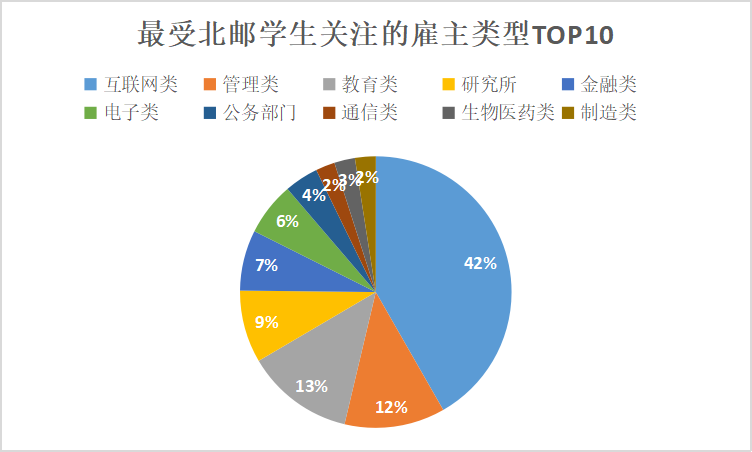 最受北邮学生关注的雇主类型TOP10
互联网类 管理类 教育类 研究所 金融类
电子类 公务部门 通信类 生物医药类 制造类
2% 3% 2%
4%
6%
42%
7%
9%
13%
12%